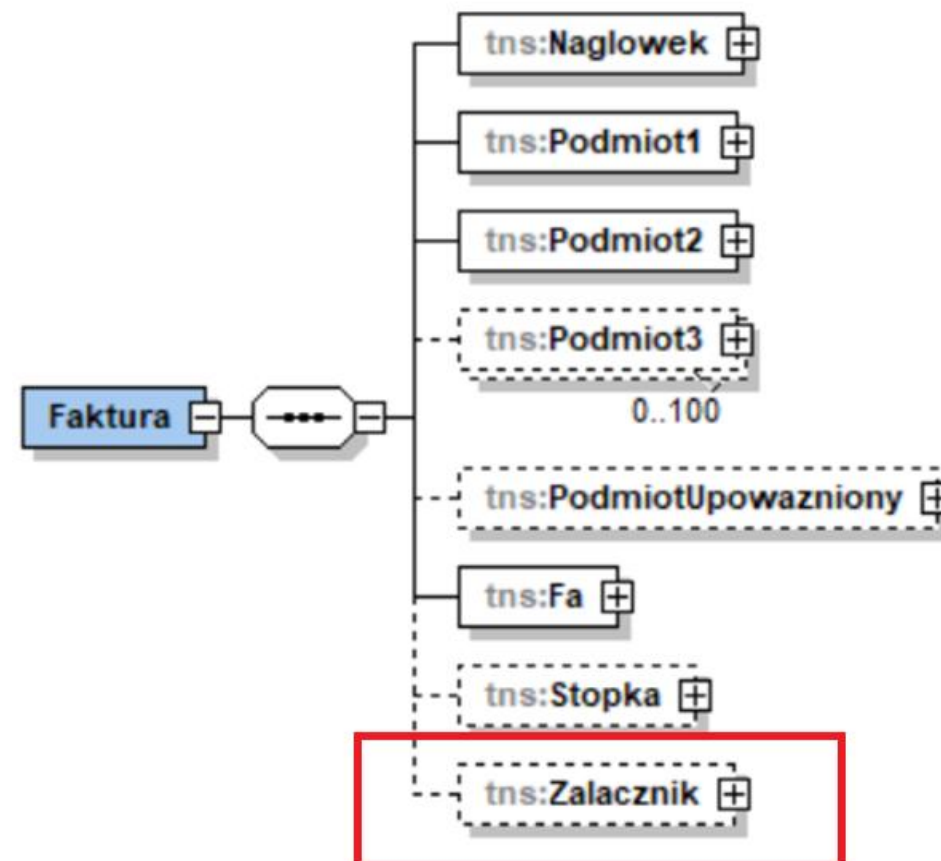 tns:Naglowek
tns:Podmiot1
tns:Podmiot2
tns:Podmiot3
0..100
Faktura
tns:PodmiotUpowazniony
tns:Fa
tns:Stopka
tns:Zalacznik